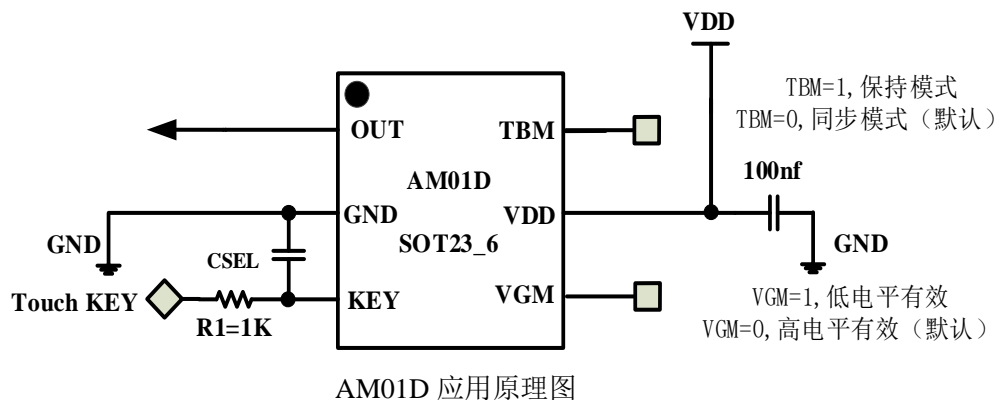 VDD
TBM=1,保持模式
TBM=0,同步模式（默认）
OUT
TBM
100nf
AM01D
GND
VDD
GND
SOT23_6
GND
CSEL
Touch KEY
KEY
VGM
R1=1K
VGM=1,低电平有效
VGM=0,高电平有效（默认）
AM01D 应用原理图